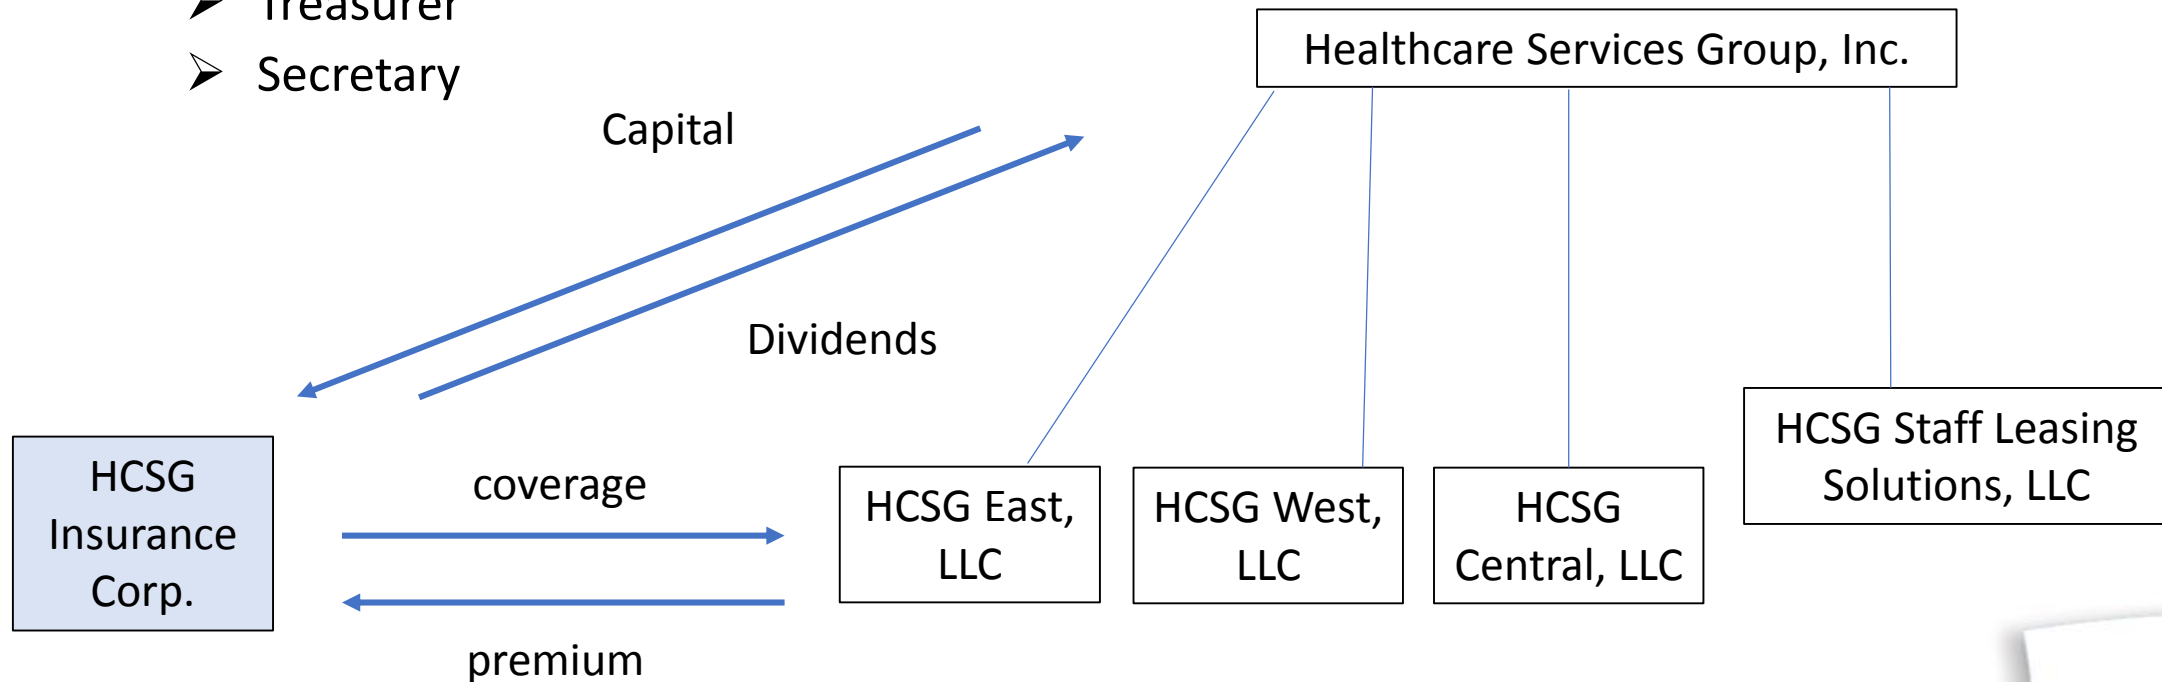 Treasurer
Secretary
Healthcare Services Group, Inc.
Capital
Dividends
HCSG
Insurance
Corp.
coverage
premium
HCSG East,
LLC
HCSG West,
LLC
HCSG
Central, LLC
HCSG Staff Leasing
Solutions, LLC